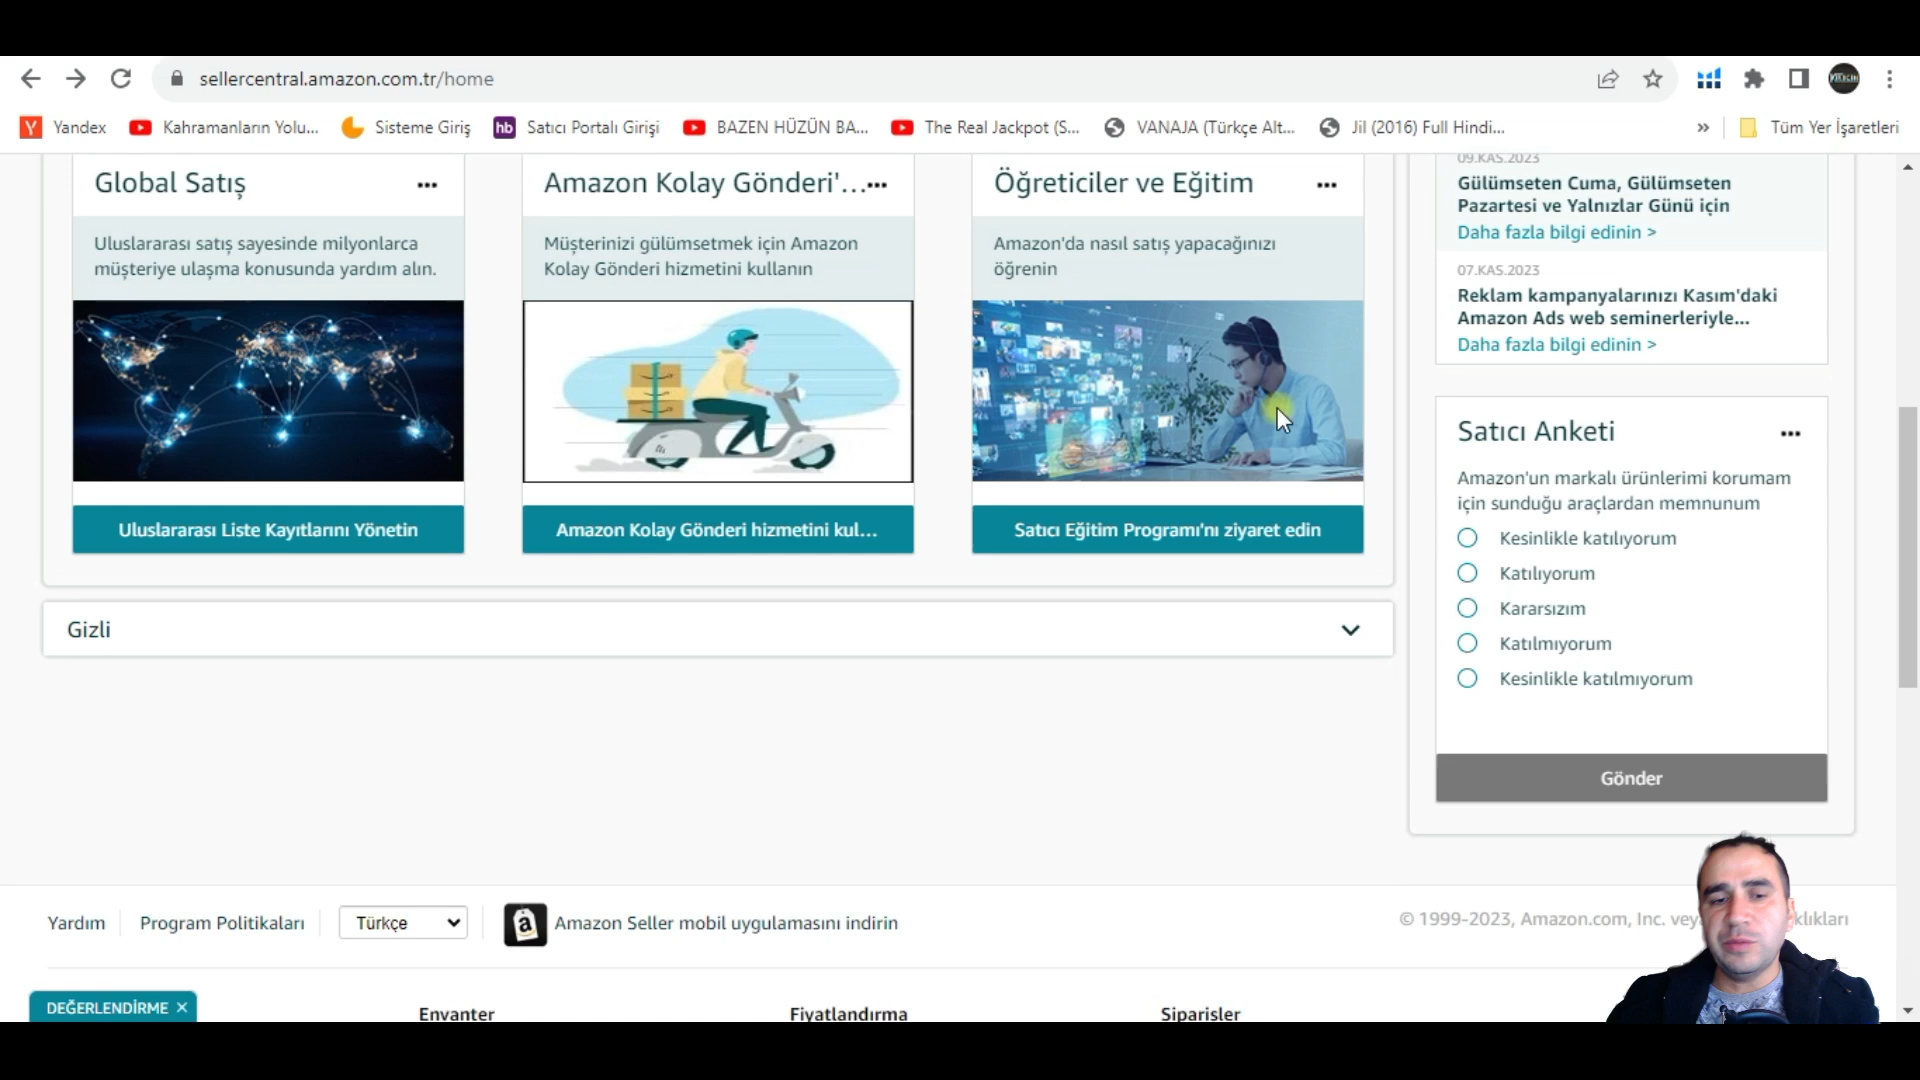 sellercentral.amazon.com.tr/home
Yandex
Kahramanların Yolu...
Sisteme Giriş
hb
Satıcı Portalı Girişi
BAZEN HÜZÜN BA...
The Real Jackpot (S...
VANAJA (Türkçe Alt...
Jil (2016) Full Hindi...
»
Tüm Yer İşaretleri
Global Satış
Uluslararası satış sayesinde milyonlarca
müşteriye ulaşma konusunda yardım alın.
Uluslararası Liste Kayıtlarını Yönetin
Amazon Kolay Gönderi'...
Müşterinizi gülümsetmek için Amazon
Kolay Gönderi hizmetini kullanın
Amazon Kolay Gönderi hizmetini kul...
Öğreticiler ve Eğitim
Amazon'da nasıl satış yapacağınızı
öğrenin
Satıcı Eğitim Programı'nı ziyaret edin
09.KAS.2023
Gülümseten Cuma, Gülümseten
Pazartesi ve Yalnızlar Günü için
Daha fazla bilgi edinin >
07.KAS.2023
Reklam kampanyalarınızı Kasım'daki
Amazon Ads web seminerleriyle...
Daha fazla bilgi edinin >
Satıcı Anketi
Amazon'un markalı ürünlerimi korumam
için sunduğu araçlardan memnunum
Kesinlikle katılıyorum
Katılıyorum
Kararsızım
Katılmıyorum
Kesinlikle katılmıyorum
Gönder
Gizli
Yardım
Program Politikaları
Türkçe
Amazon Seller mobil uygulamasını indirin
© 1999-2023, Amazon.com, Inc.
DEĞERLENDİRME ×
Envanter
Fiyatlandırma
Siparişler